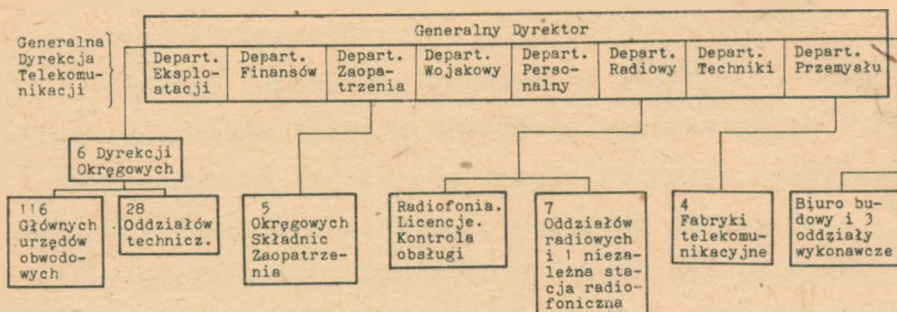 Generalny Dyrektor
Generalna
Dyrekcja
Telekomu-
nikacji
Depart.
Eksplo-
atacji
Depart.
Finansów
Depart.
Zaopa-
trzenia
Depart.
Wojskowy
Depart.
Perso-
nalny
Depart.
Radiowy
Depart.
Techniki
Depart.
Przemysłu
6 Dyrekcji
Okręgowych
116
Głównych
urzędów
obwodo-
wych
28
Oddziałów
technicz.
5
Okręgowych
Składnic
Zaopatrze-
nia
Radiofonia.
Licencje.
Kontrola
obsługi
7
Oddziałów
radiowych
i 1 nieza-
leżna sta-
cja radio-
foniczna
4
Fabryki
telekomu-
nikacyjne
Biuro bu-
dowy i 3
oddziały
wykonawcze